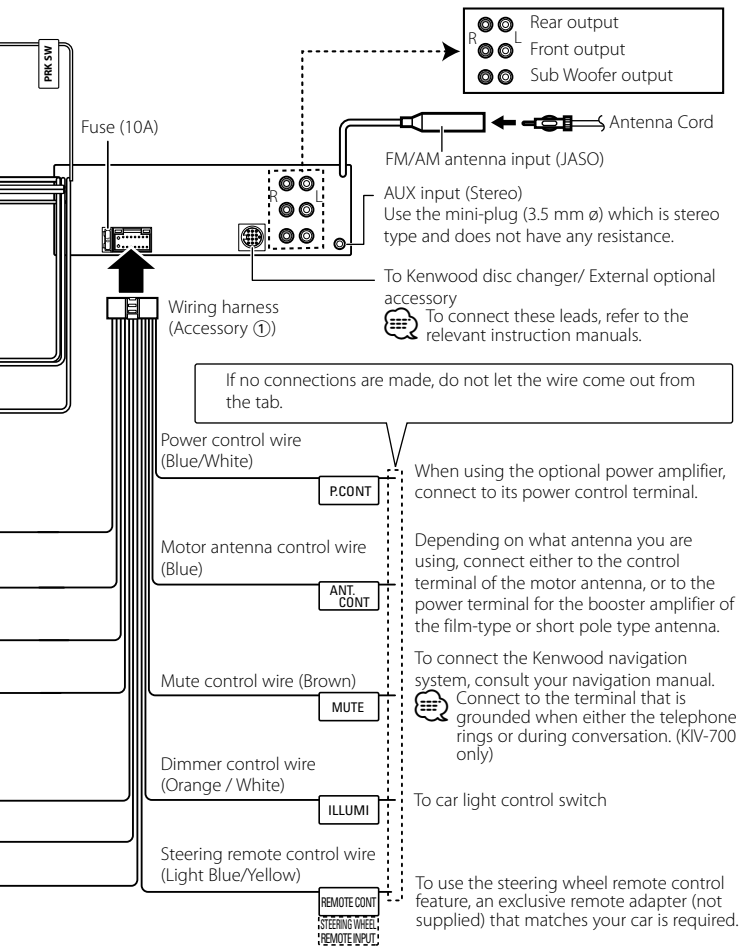 Rear output
R
L
Front output
Sub Woofer output
PRK SW
Fuse (10A)
Antenna Cord
FM/AM antenna input (JASO)
R
L
AUX input (Stereo)
Use the mini-plug (3.5 mm ø) which is stereo
type and does not have any resistance.
To Kenwood disc changer/ External optional
accessory
To connect these leads, refer to the
relevant instruction manuals.
Wiring harness
(Accessory ①)
If no connections are made, do not let the wire come out from
the tab.
Power control wire
(Blue/White)
P.CONT
When using the optional power amplifier,
connect to its power control terminal.
Motor antenna control wire
(Blue)
ANT.
CONT
Depending on what antenna you are
using, connect either to the control
terminal of the motor antenna, or to the
power terminal for the booster amplifier of
the film-type or short pole type antenna.
Mute control wire (Brown)
MUTE
To connect the Kenwood navigation
system, consult your navigation manual.
Connect to the terminal that is
grounded when either the telephone
rings or during conversation. (KIV-700
only)
Dimmer control wire
(Orange / White)
ILLUMI
To car light control switch
Steering remote control wire
(Light Blue/Yellow)
REMOTE CONT
STEERING WHEEL
REMOTE INPUT
To use the steering wheel remote control
feature, an exclusive remote adapter (not
supplied) that matches your car is required.